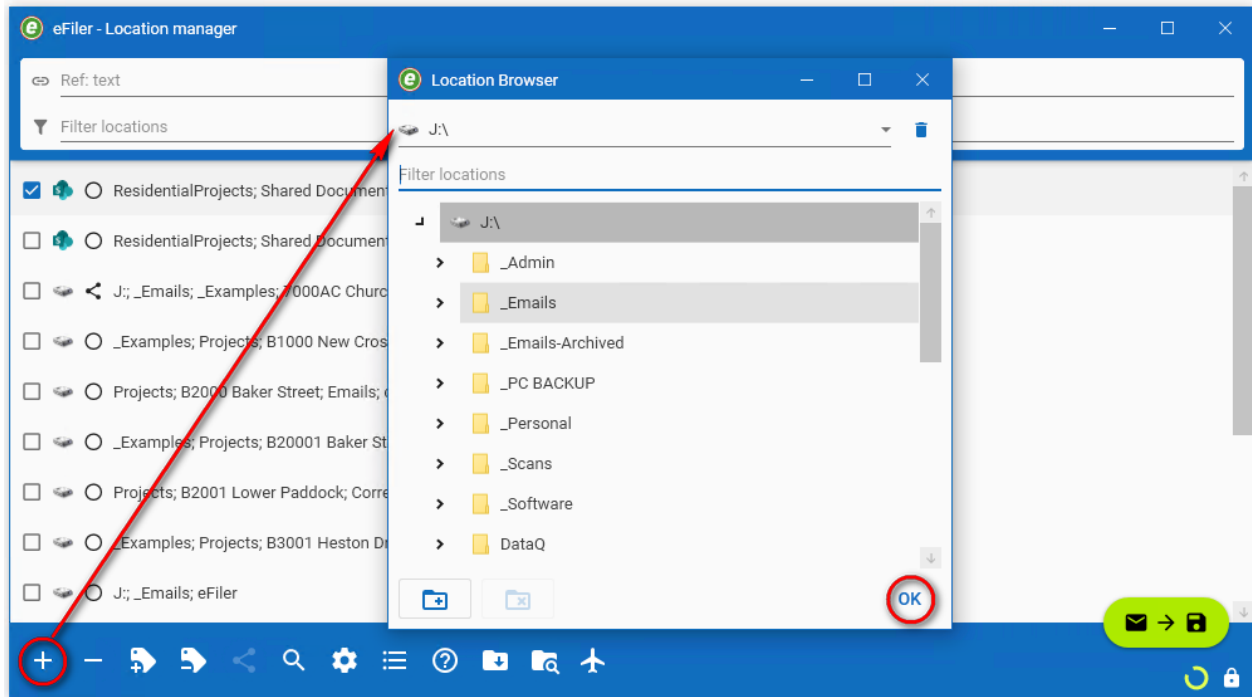 eFiler - Location manager
Ref: text
Filter locations
ResidentialProjects; Shared Documen
ResidentialProjects; Shared Documen
J:; _Emails; _Examples; 7000AC Churc
_Examples; Projects; B1000 New Cros
Projects; B2000 Baker Street; Emails;
_Examples; Projects; B20001 Baker St
Projects; B2001 Lower Paddock; Corre
_Examples; Projects; B3001 Heston Dr
J:; _Emails; eFiler
Location Browser
J:\
Filter locations
J:\
_Admin
_Emails
_Emails-Archived
_PC BACKUP
_Personal
_Scans
_Software
DataQ
OK